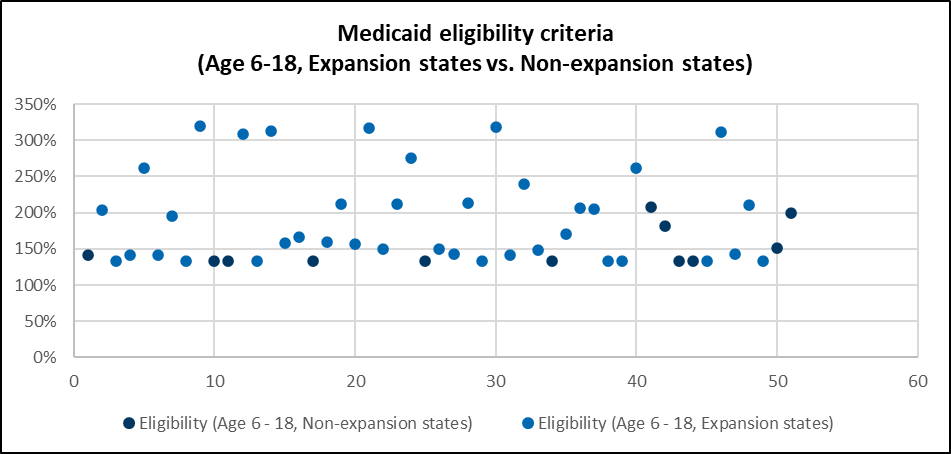 Medicaid eligibility criteria
(Age 6-18, Expansion states vs. Non-expansion states)
350%
300%
250%
200%
150%
100%
50%
0%
0 10 20 30 40 50 60
Eligibility (Age 6 - 18, Non-expansion states) Eligibility (Age 6 - 18, Expansion states)